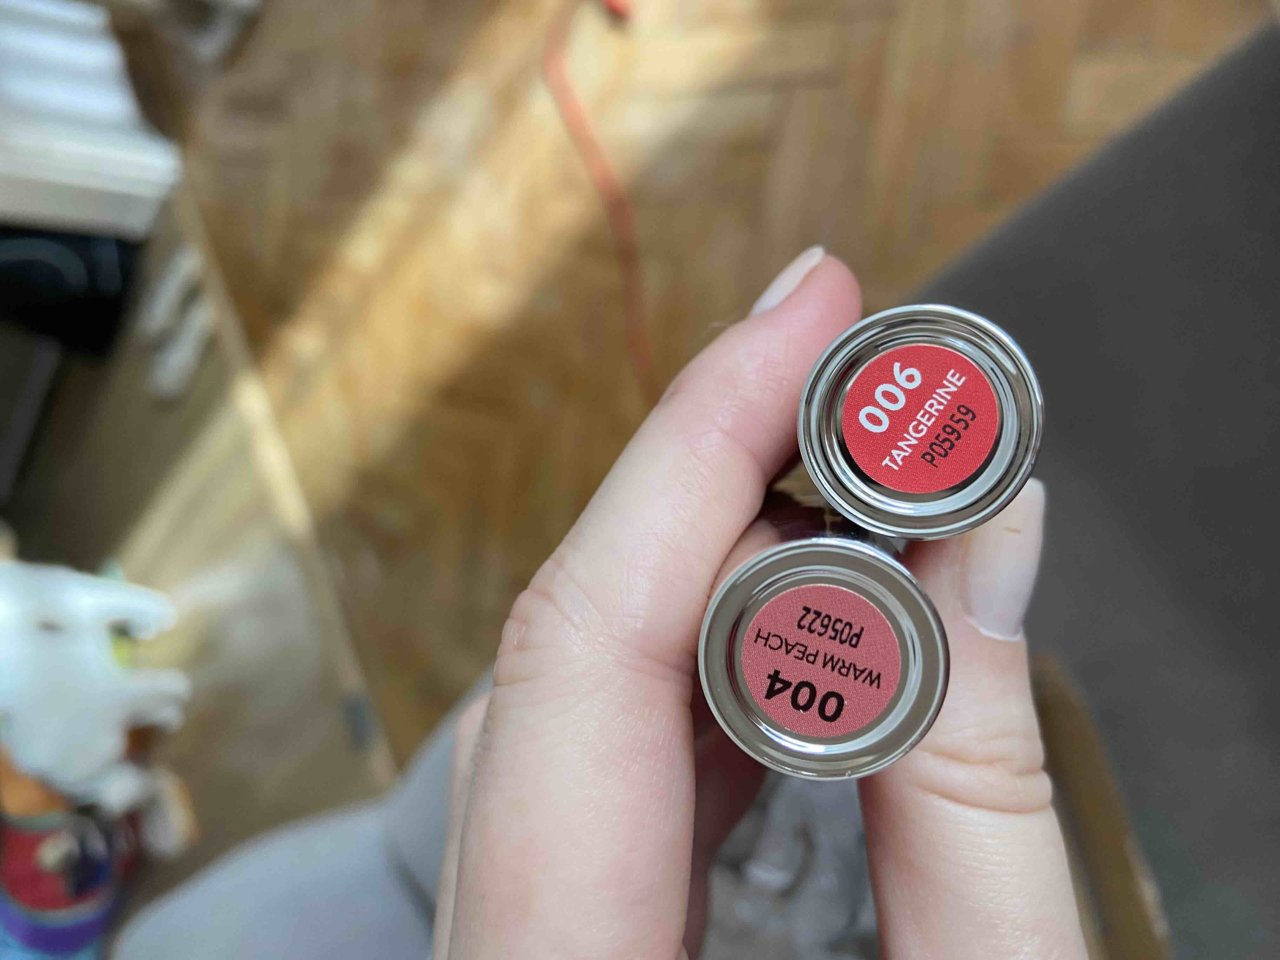 006
TANGERINE
P05959
004
WARM PEACH
P05622